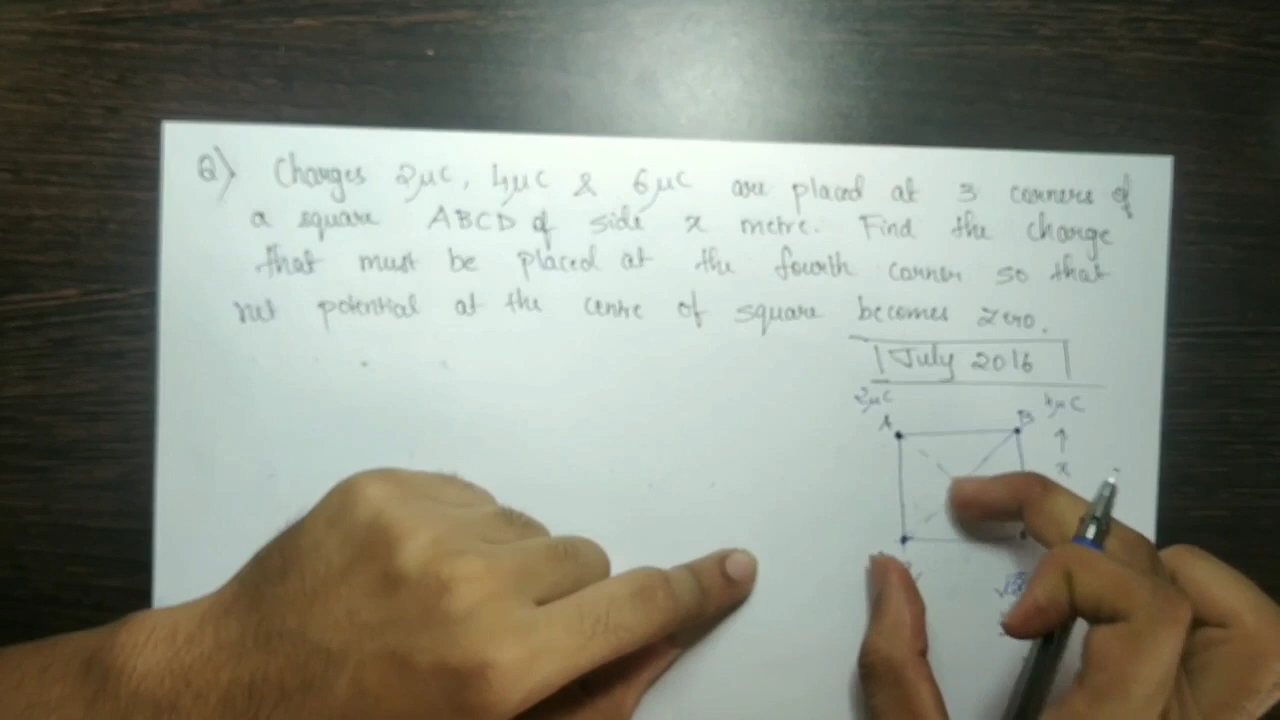 Q) Charges 2μC, 4μC & 6μC are placed at 3 corners of
a square ABCD of side x metre. Find the charge
that must be placed at the fourth corner so that
net potential at the centre of square becomes zero.
July 2016
2μC 4μC
A B
x